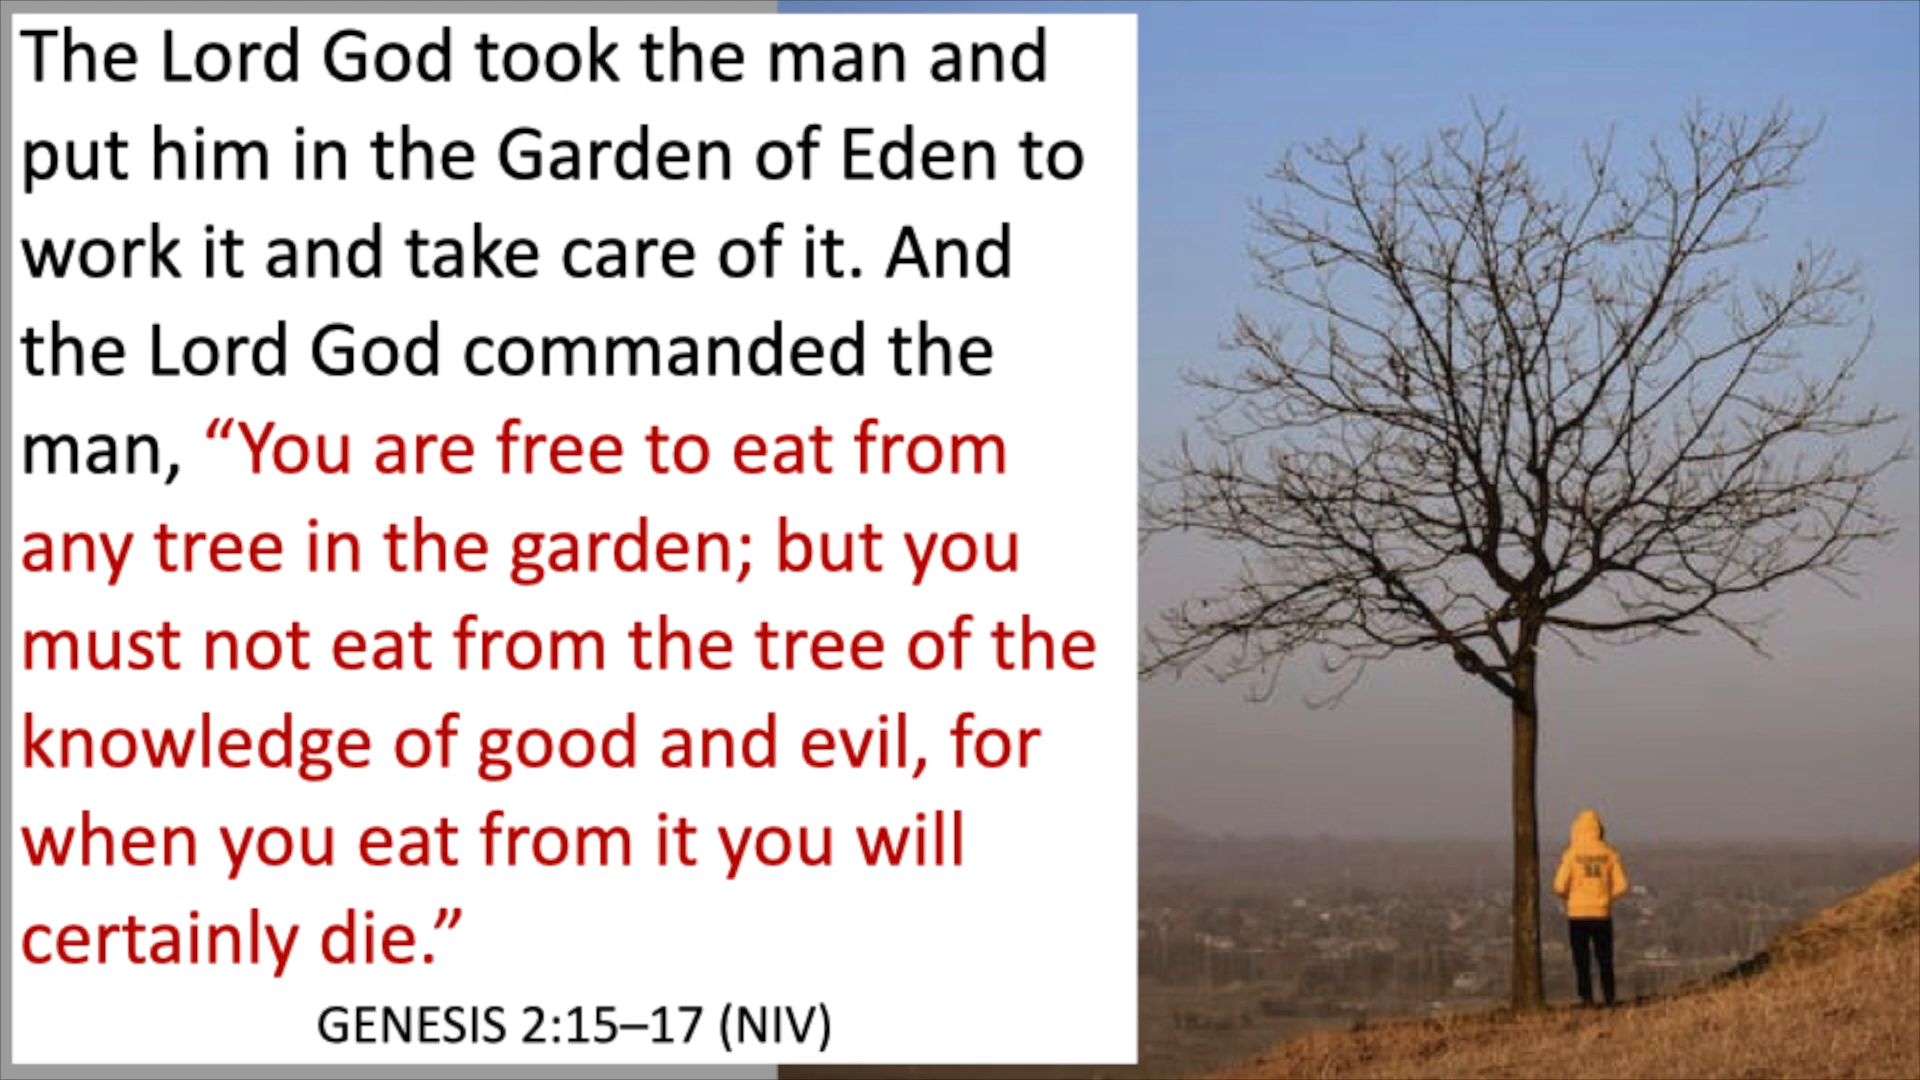 The Lord God took the man and
put him in the Garden of Eden to
work it and take care of it. And
the Lord God commanded the
man, “You are free to eat from
any tree in the garden; but you
must not eat from the tree of the
knowledge of good and evil, for
when you eat from it you will
certainly die.”
GENESIS 2:15–17 (NIV)